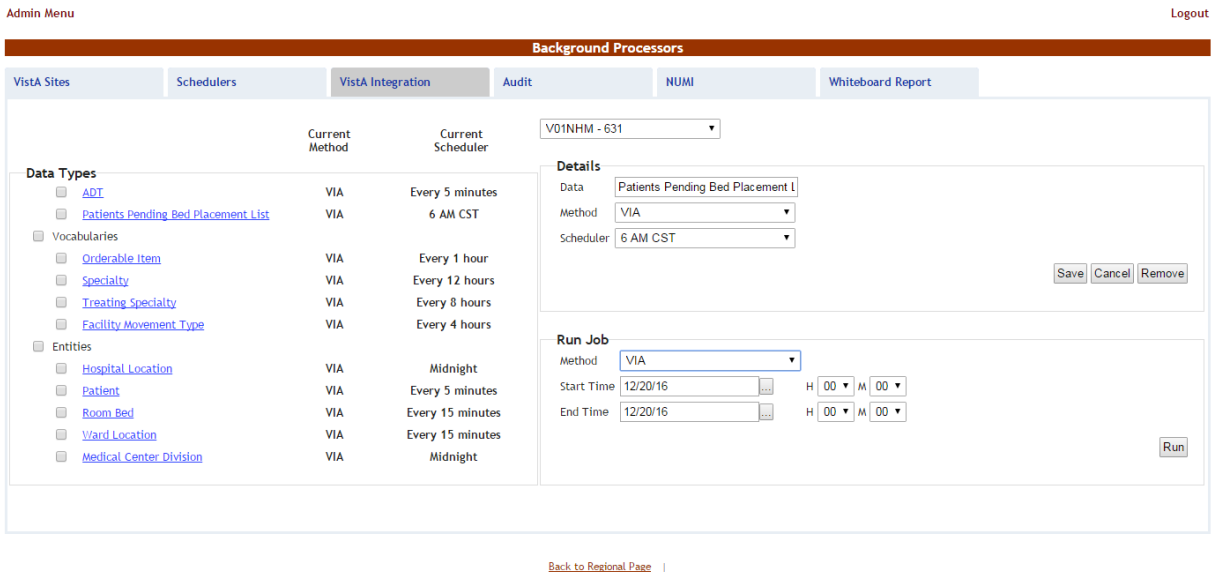 Admin Menu Logout
Background Processors
VistA Sites Schedulers VistA Integration Audit NUMI Whiteboard Report
Current Method Current Scheduler
Data Types
ADT VIA Every 5 minutes
Patients Pending Bed Placement List VIA 6 AM CST
Vocabularies
Orderable Item VIA Every 1 hour
Specialty VIA Every 12 hours
Treating Specialty VIA Every 8 hours
Facility Movement Type VIA Every 4 hours
Entities
Hospital Location VIA Midnight
Patient VIA Every 5 minutes
Room Bed VIA Every 15 minutes
Ward Location VIA Every 15 minutes
Medical Center Division VIA Midnight
V01NHM - 631
Details
Data Patients Pending Bed Placement L
Method VIA
Scheduler 6 AM CST
Save Cancel Remove
Run Job
Method VIA
Start Time 12/20/16 ... H 00 M 00
End Time 12/20/16 ... H 00 M 00
Run
Back to Regional Page |